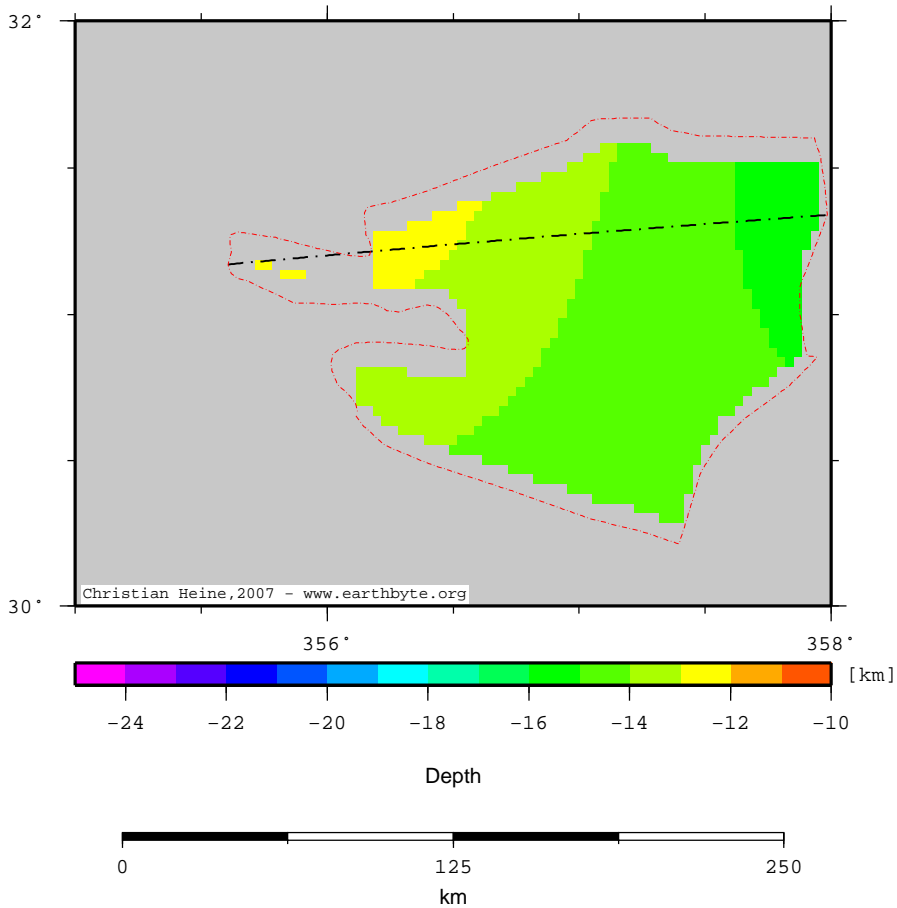 32°
Christian Heine,2007 - www.earthbyte.org
30°
356° 358°
[km]
-24 -22 -20 -18 -16 -14 -12 -10
Depth
0 125 250
km